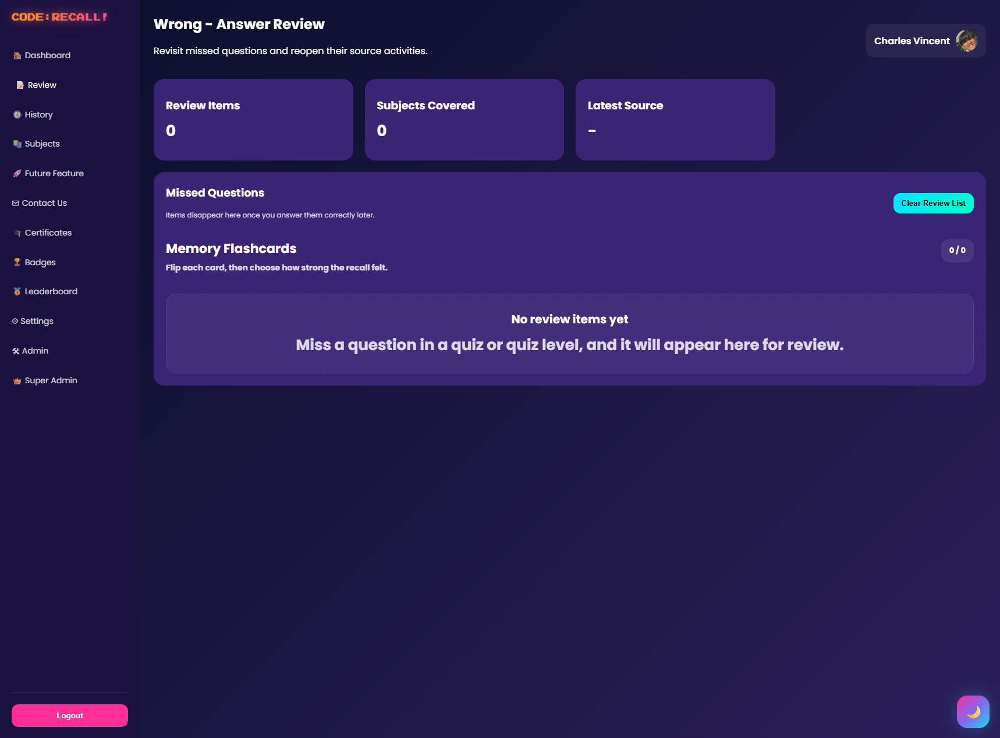 CODE:RECALL!
Dashboard
Review
History
Subjects
Future Feature
Contact Us
Certificates
Badges
Leaderboard
Settings
Admin
Super Admin
Logout
Wrong - Answer Review
Revisit missed questions and reopen their source activities.
Charles Vincent
Review Items
0
Subjects Covered
0
Latest Source
-
Missed Questions
Items disappear here once you answer them correctly later.
Clear Review List
Memory Flashcards
Flip each card, then choose how strong the recall felt.
0 / 0
No review items yet
Miss a question in a quiz or quiz level, and it will appear here for review.